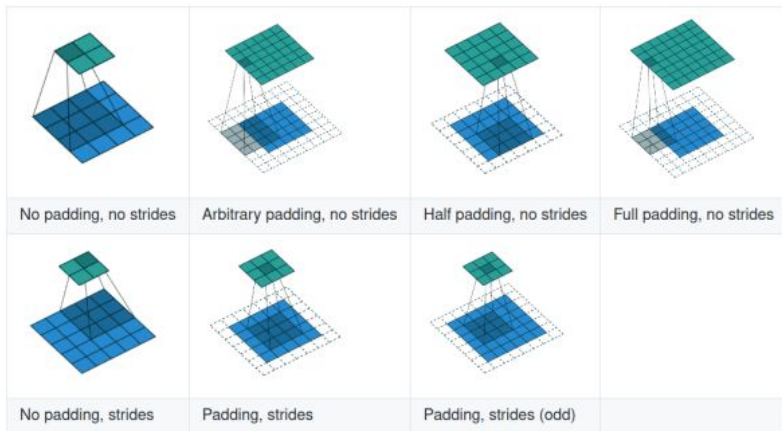 No padding, no strides
Arbitrary padding, no strides
Half padding, no strides
Full padding, no strides
No padding, strides
Padding, strides
Padding, strides (odd)